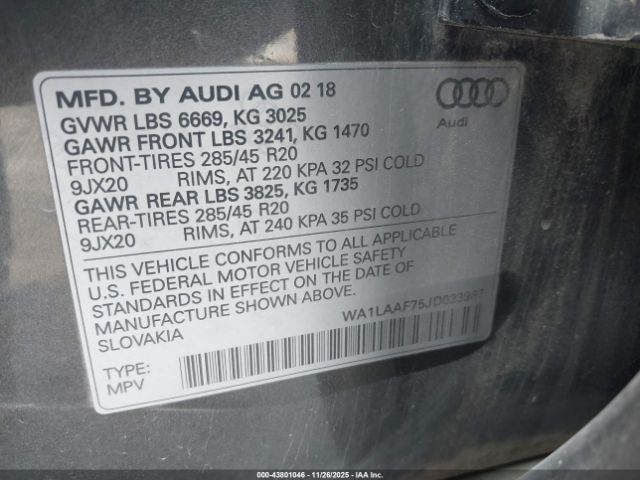 MFD. BY AUDI AG 02 18
GVWR LBS 6669, KG 3025
GAWR FRONT LBS 3241, KG 1470
FRONT-TIRES 285/45 R20
9JX20 RIMS, AT 220 KPA 32 PSI COLD
GAWR REAR LBS 3825, KG 1735
REAR-TIRES 285/45 R20
9JX20 RIMS, AT 240 KPA 35 PSI COLD
THIS VEHICLE CONFORMS TO ALL APPLICABLE
U.S. FEDERAL MOTOR VEHICLE SAFETY
STANDARDS IN EFFECT ON THE DATE OF
MANUFACTURE SHOWN ABOVE.
SLOVAKIA
TYPE:
MPV
Audi
000-43801046 - 11/26/2025 - IAAI, Inc.